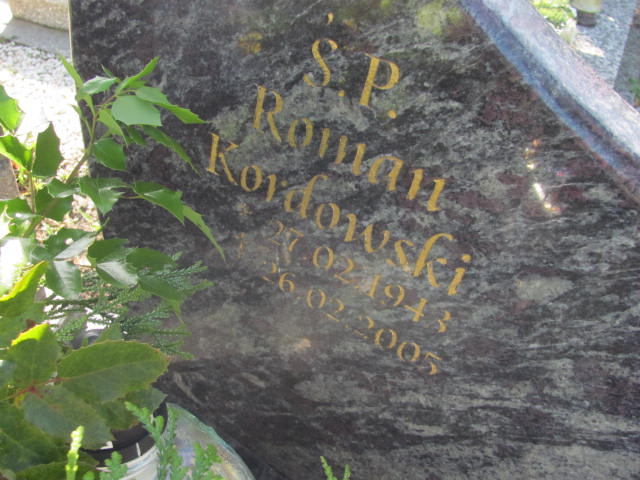 Ś.P.
Roman
Kordowski
* 27.02.1943
† 26.02.2005